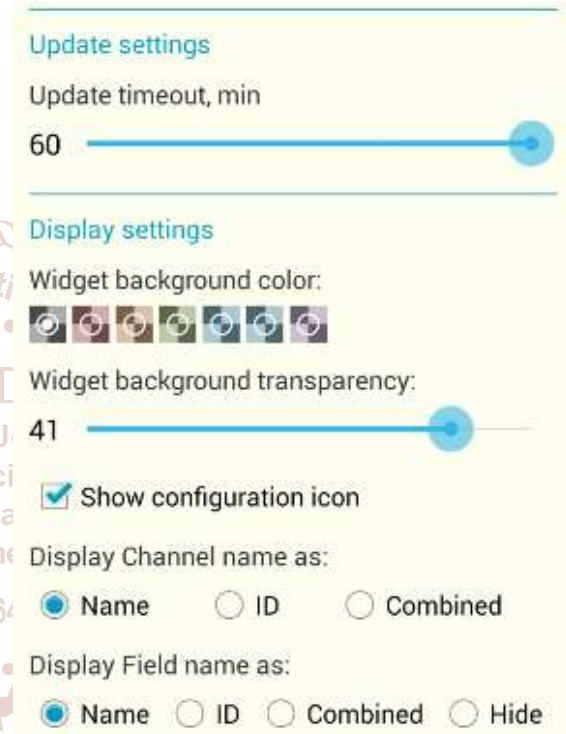 Update settings
Update timeout, min
60
Display settings
Widget background color:
Widget background transparency:
41
Show configuration icon
Display Channel name as:
Name ID Combined
Display Field name as:
Name ID Combined Hide